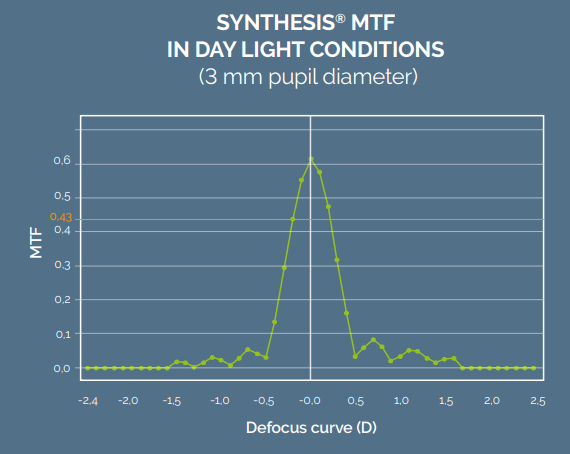 SYNTHESIS® MTF
IN DAY LIGHT CONDITIONS
(3 mm pupil diameter)
MTF
0,6
0,5
0,43
0,4
0,3
0,2
0,1
0,0
-2,4 -2,0 -1,5 -1,0 -0,5 -0,0 0,5 1,0 1,5 2,0 2,5
Defocus curve (D)